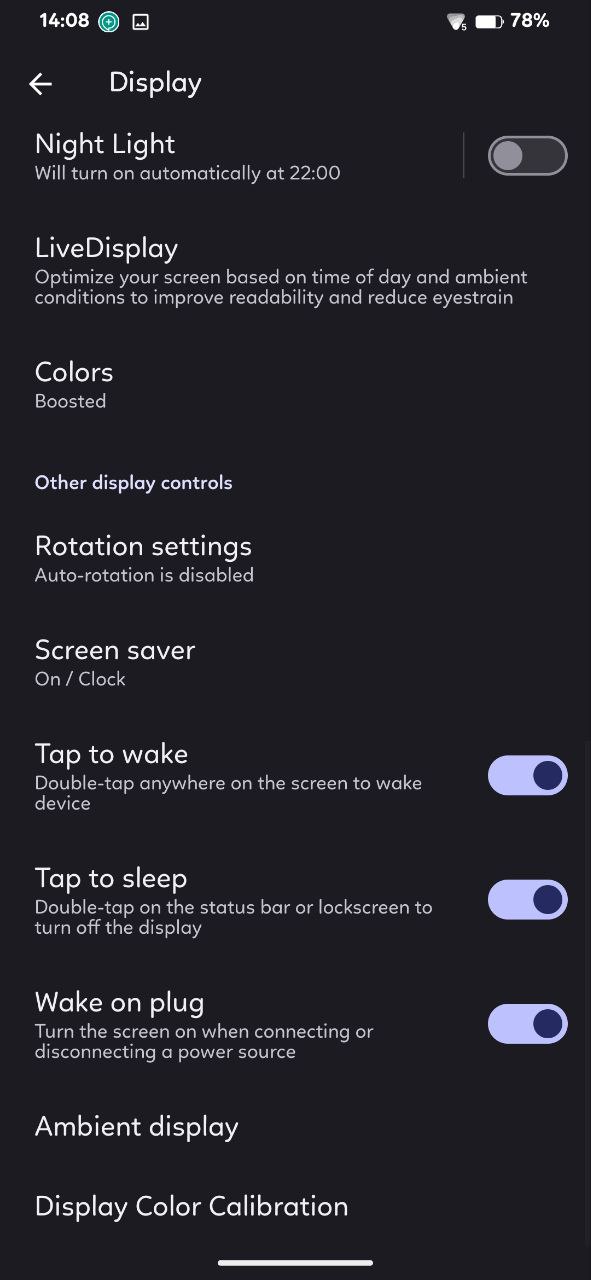 14:08
5
78%
Display
Night Light
Will turn on automatically at 22:00
LiveDisplay
Optimize your screen based on time of day and ambient
conditions to improve readability and reduce eyestrain
Colors
Boosted
Other display controls
Rotation settings
Auto-rotation is disabled
Screen saver
On / Clock
Tap to wake
Double-tap anywhere on the screen to wake
device
Tap to sleep
Double-tap on the status bar or lockscreen to
turn off the display
Wake on plug
Turn the screen on when connecting or
disconnecting a power source
Ambient display
Display Color Calibration